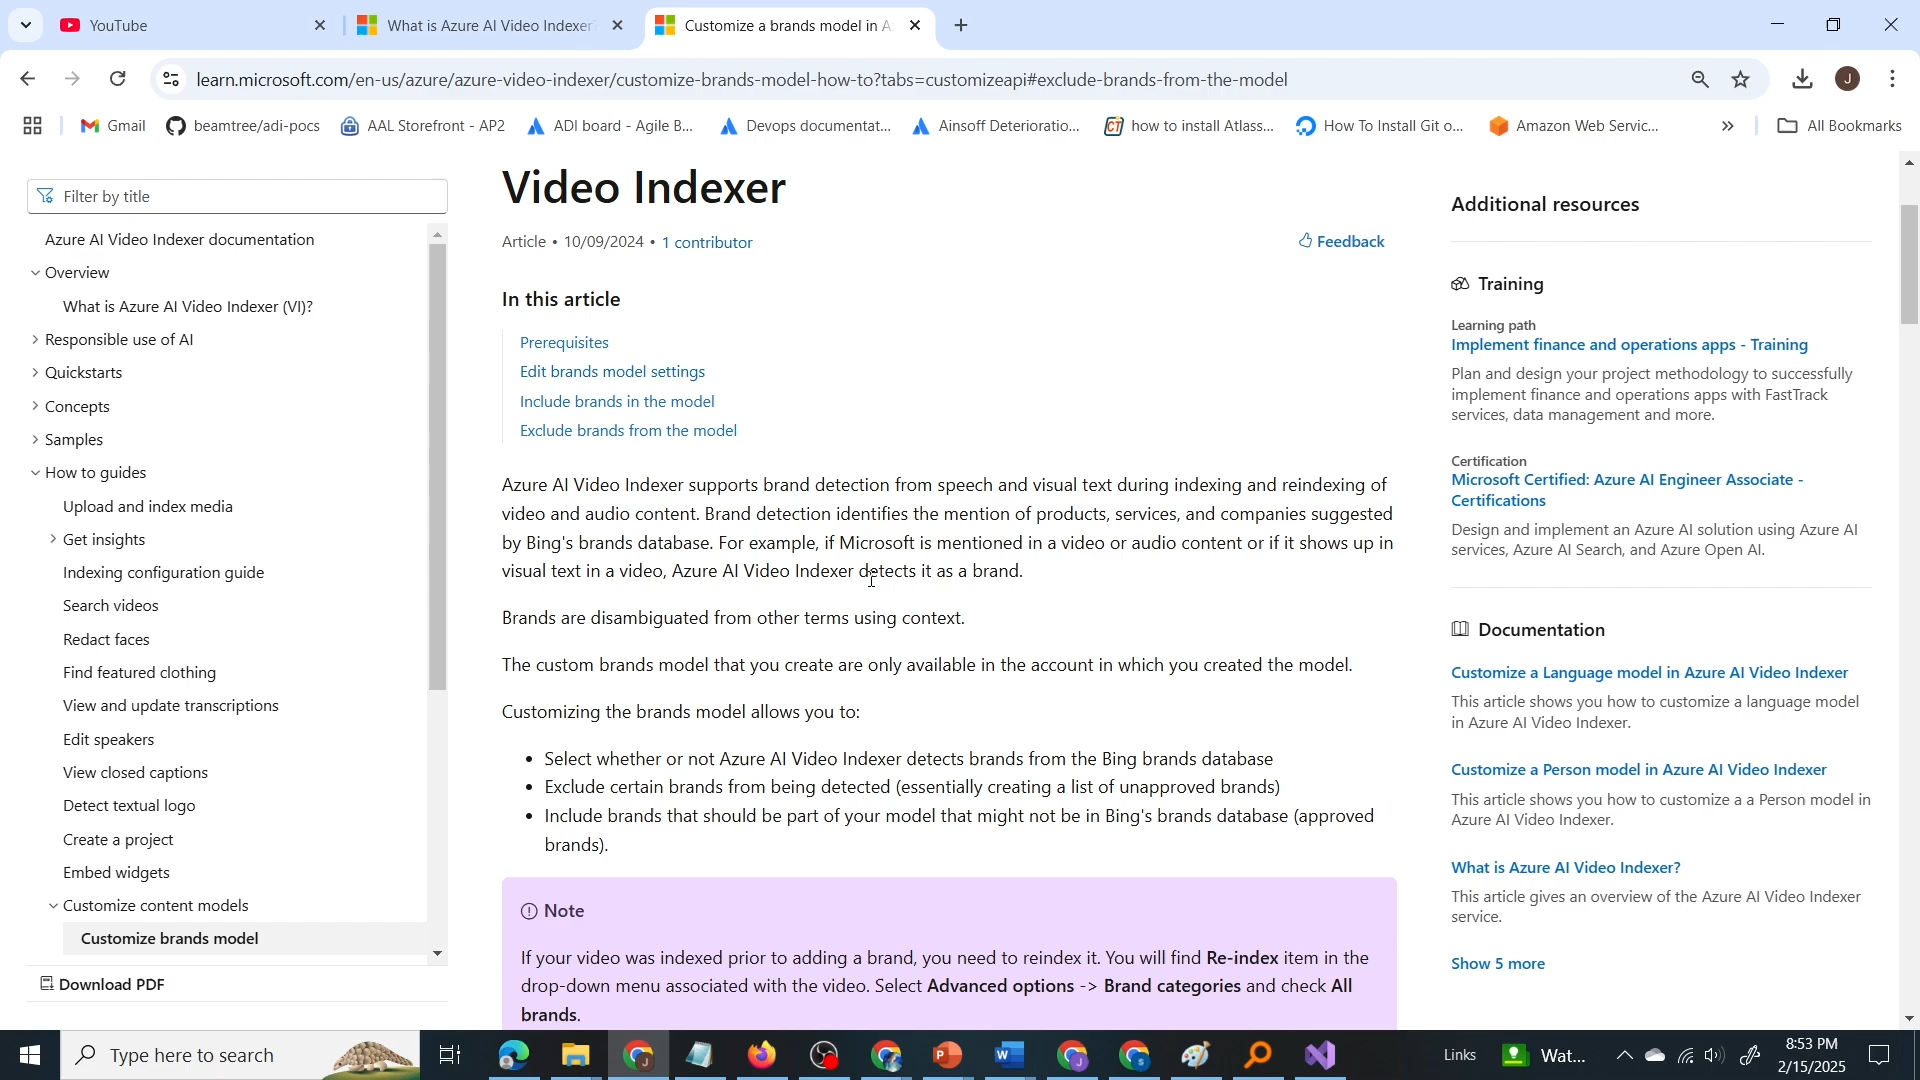 YouTube
What is Azure AI Video Indexer
Customize a brands model in A
learn.microsoft.com/en-us/azure/azure-video-indexer/customize-brands-model-how-to?tabs=customizeapi#exclude-brands-from-the-model
J
Gmail
beamtree/adi-pocs
AAL Storefront - AP2
ADI board - Agile B...
Devops documentat...
Ainsoff Deterioratio...
how to install Atlass...
How To Install Git o...
Amazon Web Servic...
All Bookmarks
Filter by title
Azure AI Video Indexer documentation
Overview
What is Azure AI Video Indexer (VI)?
Responsible use of AI
Quickstarts
Concepts
Samples
How to guides
Upload and index media
Get insights
Indexing configuration guide
Search videos
Redact faces
Find featured clothing
View and update transcriptions
Edit speakers
View closed captions
Detect textual logo
Create a project
Embed widgets
Customize content models
Customize brands model
Download PDF
Video Indexer
Article • 10/09/2024 • 1 contributor
Feedback
In this article
Prerequisites
Edit brands model settings
Include brands in the model
Exclude brands from the model
Azure AI Video Indexer supports brand detection from speech and visual text during indexing and reindexing of
video and audio content. Brand detection identifies the mention of products, services, and companies suggested
by Bing's brands database. For example, if Microsoft is mentioned in a video or audio content or if it shows up in
visual text in a video, Azure AI Video Indexer detects it as a brand.
Brands are disambiguated from other terms using context.
The custom brands model that you create are only available in the account in which you created the model.
Customizing the brands model allows you to:
• Select whether or not Azure AI Video Indexer detects brands from the Bing brands database
• Exclude certain brands from being detected (essentially creating a list of unapproved brands)
• Include brands that should be part of your model that might not be in Bing's brands database (approved
brands).
Note
If your video was indexed prior to adding a brand, you need to reindex it. You will find Re-index item in the
drop-down menu associated with the video. Select Advanced options -> Brand categories and check All
brands.
Additional resources
Training
Learning path
Implement finance and operations apps - Training
Plan and design your project methodology to successfully
implement finance and operations apps with FastTrack
services, data management and more.
Certification
Microsoft Certified: Azure AI Engineer Associate -
Certifications
Design and implement an Azure AI solution using Azure AI
services, Azure AI Search, and Azure Open AI.
Documentation
Customize a Language model in Azure AI Video Indexer
This article shows you how to customize a language model
in Azure AI Video Indexer.
Customize a Person model in Azure AI Video Indexer
This article shows you how to customize a a Person model in
Azure AI Video Indexer.
What is Azure AI Video Indexer?
This article gives an overview of the Azure AI Video Indexer
service.
Show 5 more
Type here to search
Links
Wat...
8:53 PM
2/15/2025